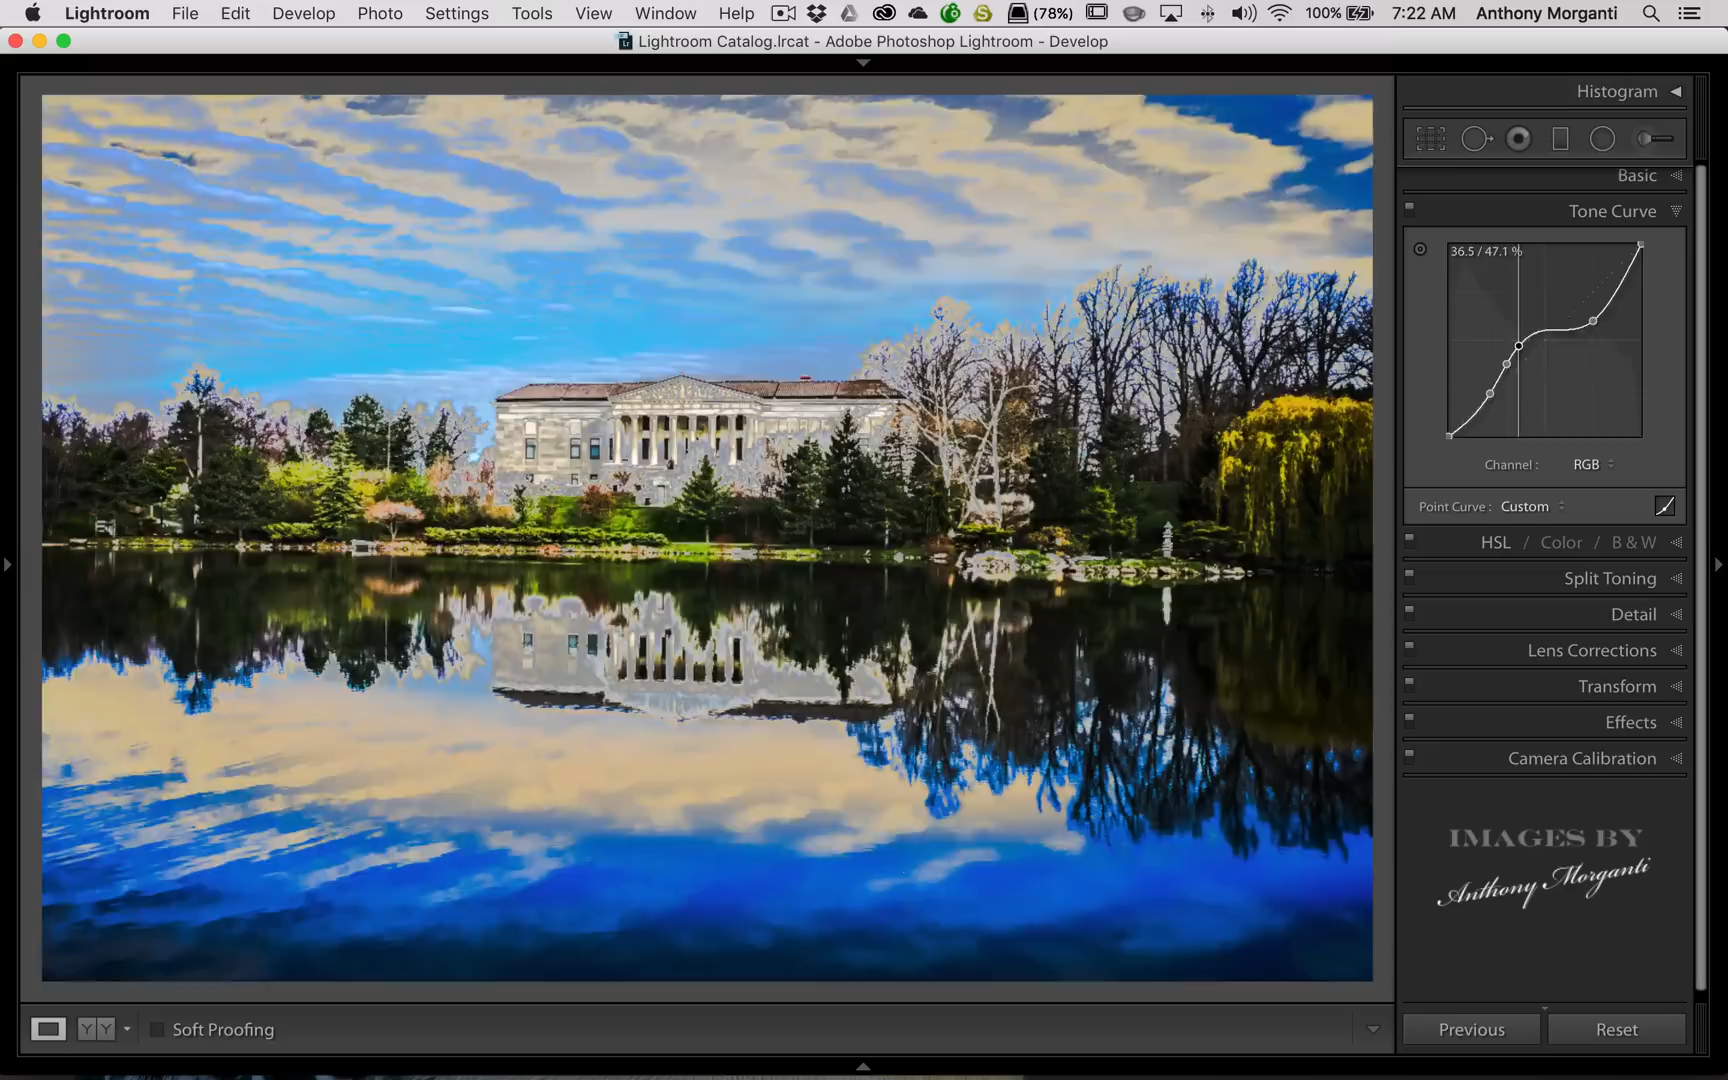 Lightroom File Edit Develop Photo Settings Tools View Window Help (78%) 100% 7:22 AM Anthony Morganti
Lightroom Catalog.lrcat - Adobe Photoshop Lightroom - Develop
Histogram
Basic
Tone Curve
36.5 / 47.1 %
Channel : RGB
Point Curve : Custom
HSL / Color / B & W
Split Toning
Detail
Lens Corrections
Transform
Effects
Camera Calibration
IMAGES BY
Anthony Morganti
Y Y Soft Proofing
Previous Reset